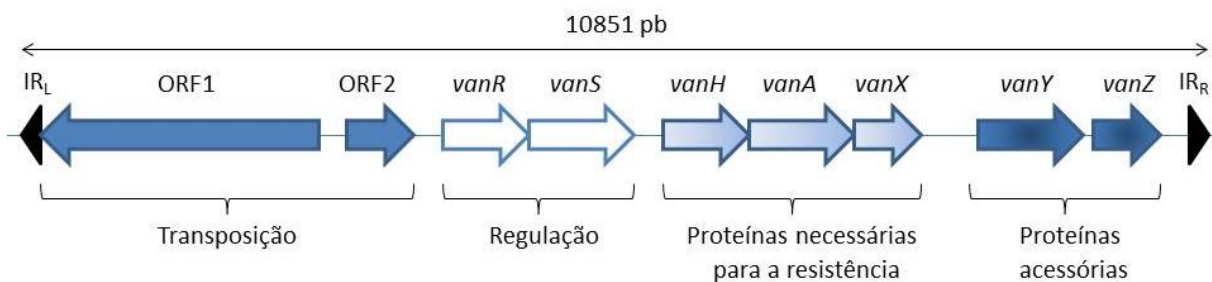 10851 pb
IRL ORF1 ORF2 vanR vanS vanH vanA vanX vanY vanZ IRR
Transposição Regulação Proteínas necessárias Proteínas
para a resistência acessórias